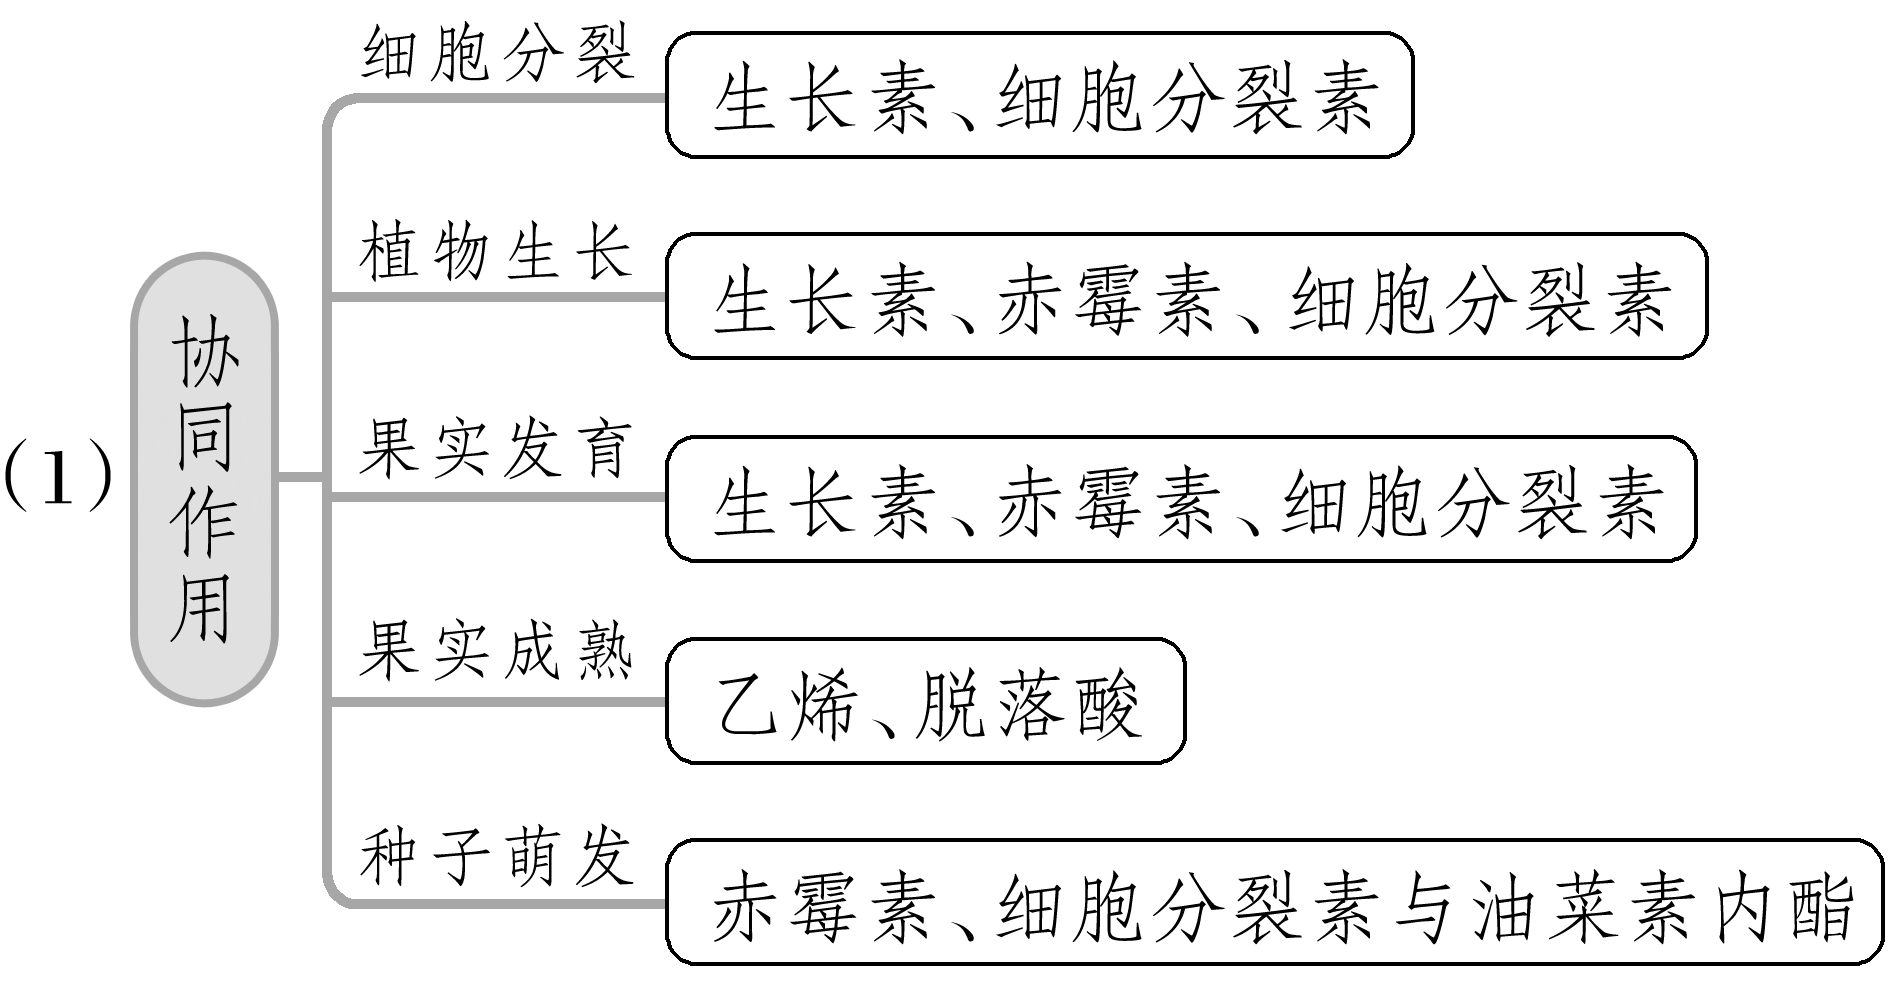 (1)
协同作用
细胞分裂
生长素、细胞分裂素
植物生长
生长素、赤霉素、细胞分裂素
果实发育
生长素、赤霉素、细胞分裂素
果实成熟
乙烯、脱落酸
种子萌发
赤霉素、细胞分裂素与油菜素内酯